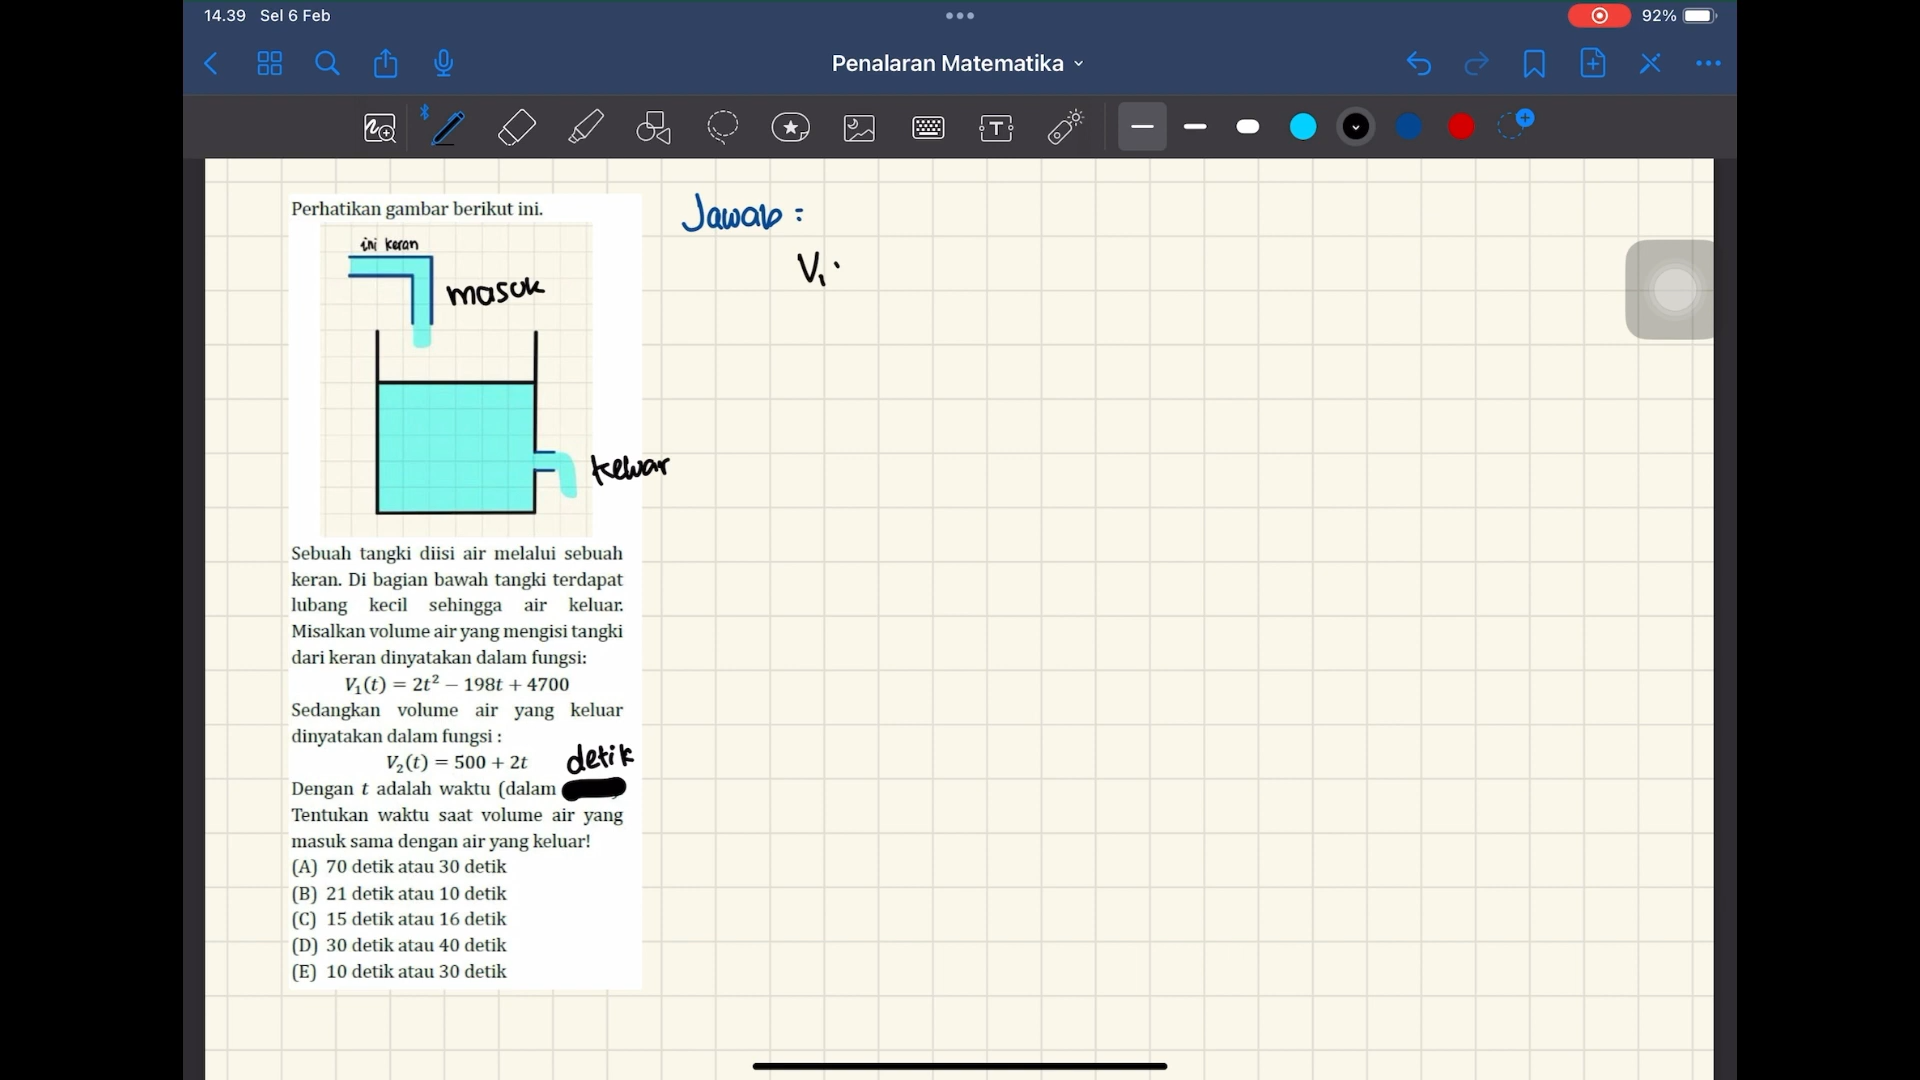 14.39 Sel 6 Feb
92%
Penalaran Matematika
T
Perhatikan gambar berikut ini.
ini keran
masuk
keluar
Sebuah tangki diisi air melalui sebuah
keran. Di bagian bawah tangki terdapat
lubang kecil sehingga air keluar.
Misalkan volume air yang mengisi tangki
dari keran dinyatakan dalam fungsi:
V₁(t) = 2t² − 198t + 4700
Sedangkan volume air yang keluar
dinyatakan dalam fungsi :
V₂(t) = 500 + 2t
detik
Dengan t adalah waktu (dalam
Tentukan waktu saat volume air yang
masuk sama dengan air yang keluar!
(A) 70 detik atau 30 detik
(B) 21 detik atau 10 detik
(C) 15 detik atau 16 detik
(D) 30 detik atau 40 detik
(E) 10 detik atau 30 detik
Jawab :
V₁